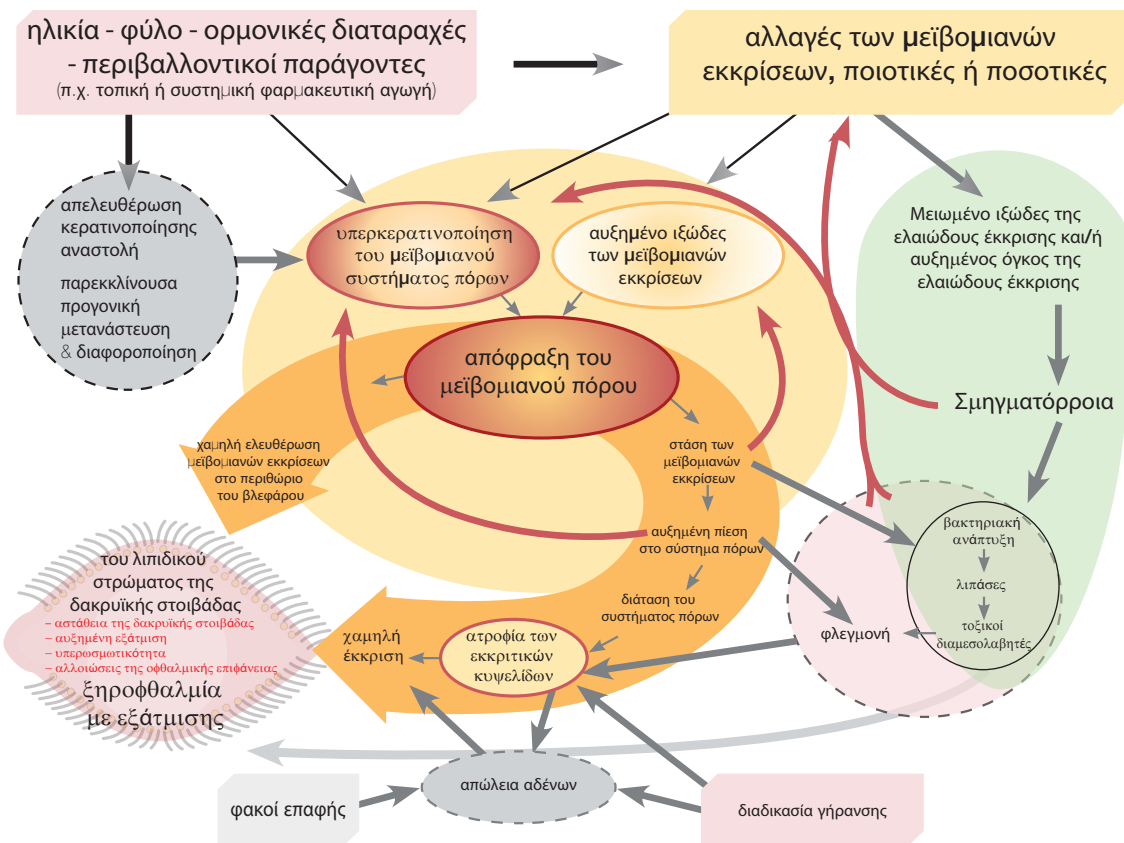 ηλικία - φύλο - ορμονικές διαταραχές
- περιβαλλοντικοί παράγοντες
(π.χ. τοπική ή συστημική φαρμακευτική αγωγή)
αλλαγές των μεϊβομιανών
εκκρίσεων, ποιοτικές ή ποσοτικές
απελευθέρωση
κερατινοποίησης
αναστολή
παρεκκλίνουσα
προγονική
μετανάστευση
& διαφοροποίηση
υπερκερατινοποίηση
του μεϊβομιανού
συστήματος πόρων
αυξημένο ιξώδες
των μεϊβομιανών
εκκρίσεων
Μειωμένο ιξώδες της
ελαιώδους έκκρισης και/ή
αυξημένος όγκος της
ελαιώδους έκκρισης
απόφραξη του
μεϊβομιανού πόρου
Σμηγματόρροια
χαμηλή ελευθέρωση
μεϊβομιανών εκκρίσεων
στο περιθώριο
του βλεφάρου
στάση των
μεϊβομιανών
εκκρίσεων
αυξημένη πίεση
στο σύστημα πόρων
διάταση του
συστήματος πόρων
βακτηριακή
ανάπτυξη
λιπάσες
τοξικοί
διαμεσολαβητές
φλεγμονή
του λιπιδικού
στρώματος της
δακρυϊκής στοιβάδας
– αστάθεια της δακρυϊκής στοιβάδας
– αυξημένη εξάτμιση
– υπερωσμωτικότητα
– αλλοιώσεις της οφθαλμικής επιφάνειας
ξηροφθαλμία
με εξάτμισης
χαμηλή
έκκριση
ατροφία των
εκκριτικών
κυψελίδων
απώλεια αδένων
φακοί επαφής
διαδικασία γήρανσης